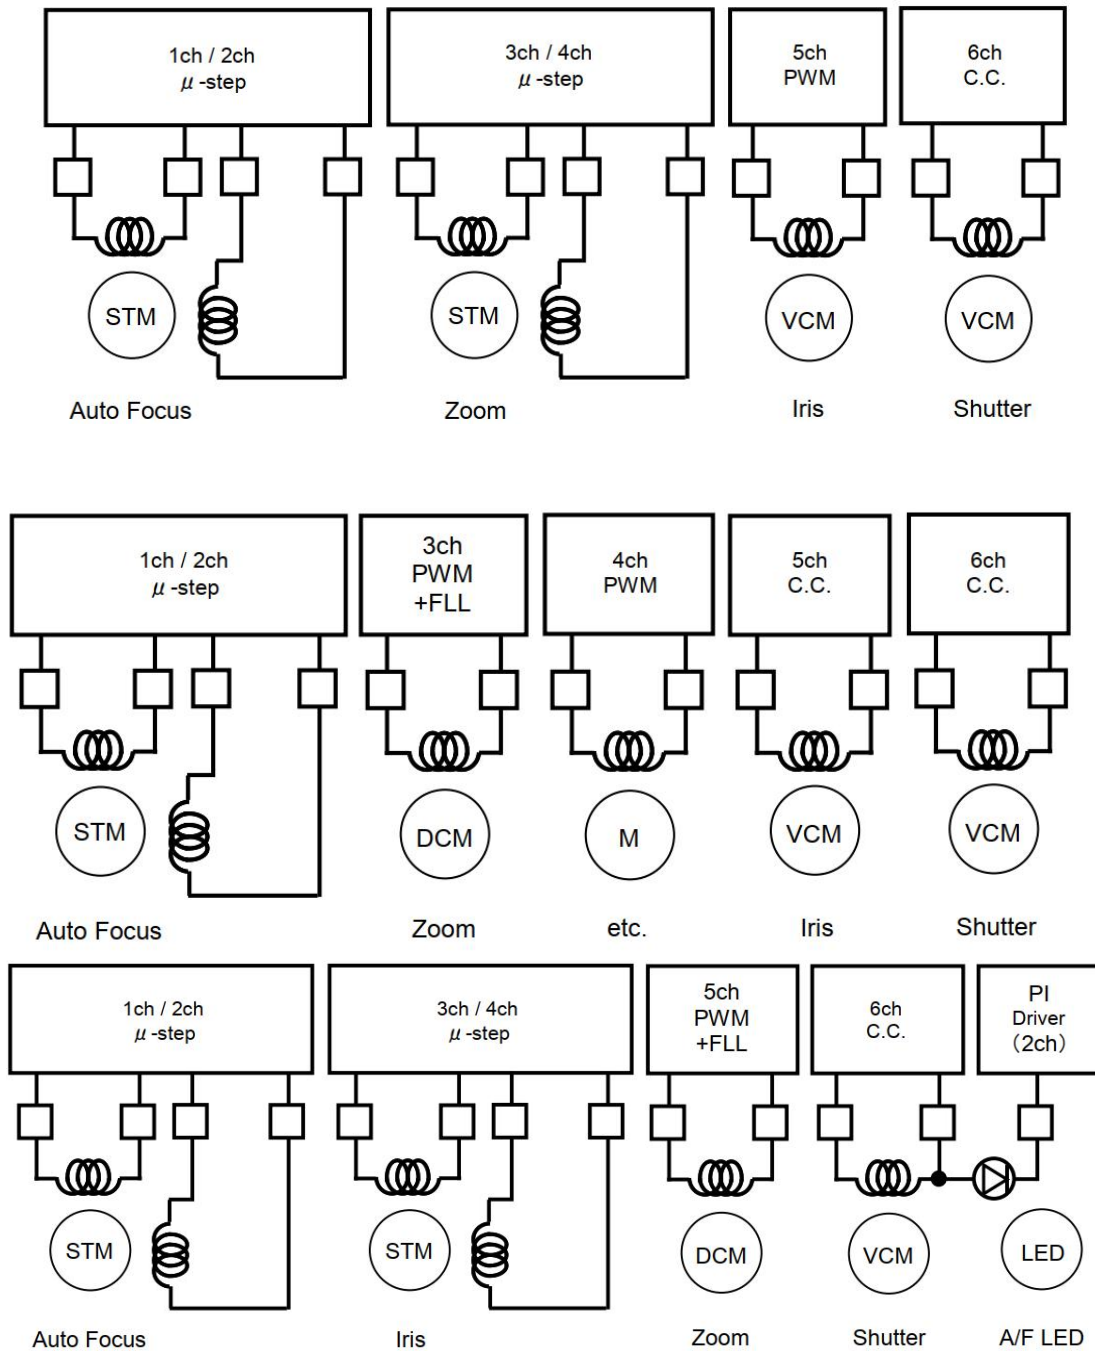 1ch / 2ch
μ -step
3ch / 4ch
μ -step
5ch
PWM
6ch
C.C.
STM
STM
VCM
VCM
Auto Focus
Zoom
Iris
Shutter
1ch / 2ch
μ -step
3ch
PWM
+FLL
4ch
PWM
5ch
C.C.
6ch
C.C.
STM
DCM
M
VCM
VCM
Auto Focus
Zoom
etc.
Iris
Shutter
1ch / 2ch
μ -step
3ch / 4ch
μ -step
5ch
PWM
+FLL
6ch
C.C.
PI
Driver
（2ch）
STM
STM
DCM
VCM
LED
Auto Focus
Iris
Zoom
Shutter
A/F LED